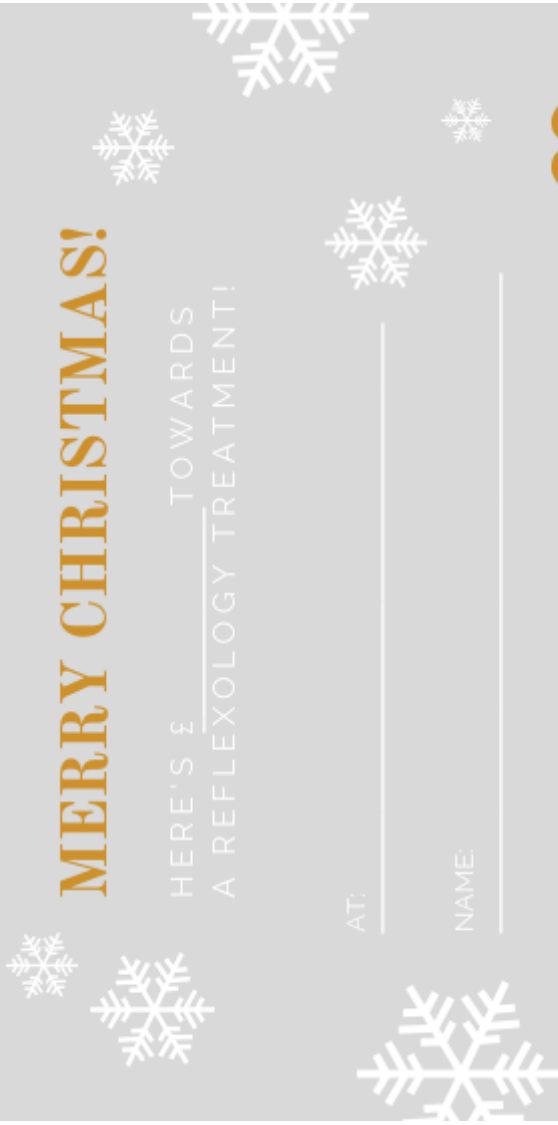 MERRY CHRISTMAS!
HERE'S £ TOWARDS
A REFLEXOLOGY TREATMENT!
AT:
NAME: